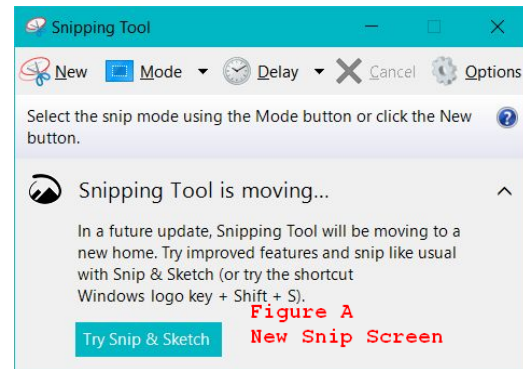 Snipping Tool
New Mode Delay Cancel Options
Select the snip mode using the Mode button or click the New
button.
Snipping Tool is moving...
In a future update, Snipping Tool will be moving to a
new home. Try improved features and snip like usual
with Snip & Sketch (or try the shortcut
Windows logo key + Shift + S).
Figure A
Try Snip & Sketch New Snip Screen